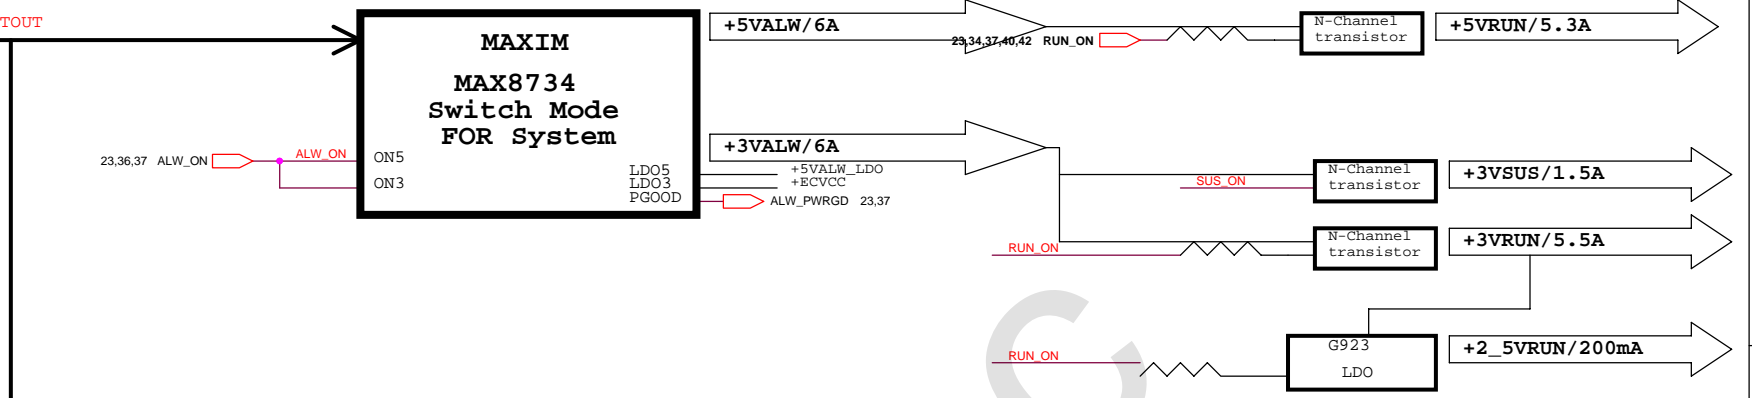 TOUT
MAXIM
MAX8734
Switch Mode
FOR System
23,36,37 ALW_ON
ALW_ON
ON5
ON3
LDO5
LDO3
PGOOD
+5VALW/6A
23,34,37,40,42 RUN_ON
N-Channel
transistor
+5VRUN/5.3A
+3VALW/6A
+5VALW_LDO
+ECVCC
ALW_PWRGD 23,37
SUS_ON
N-Channel
transistor
+3VSUS/1.5A
RUN_ON
N-Channel
transistor
+3VRUN/5.5A
RUN_ON
G923
LDO
+2_5VRUN/200mA